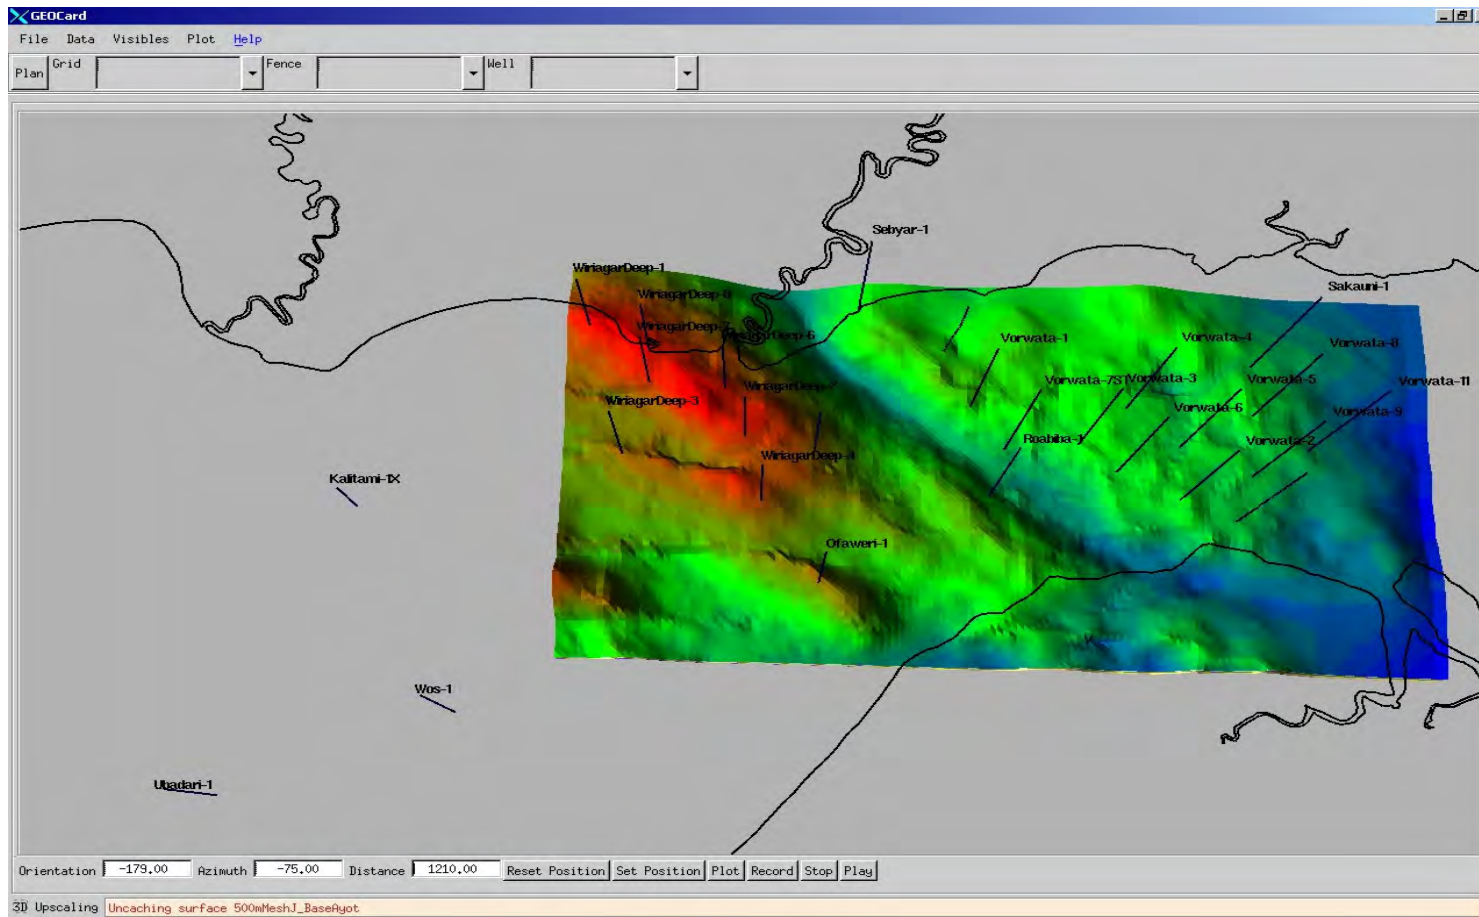 GEOCard
File Data Visibles Plot Help
Plan Grid Fence Well
Sebyar-1
WiriagarDeep-1
Sakauni-1
WiriagarDeep-8
WiriagarDeep-7
WiriagarDeep-6
Vorwata-1
Vorwata-4
Vorwata-8
Vorwata-7ST
Vorwata-3
Vorwata-5
Vorwata-11
WiriagarDeep-3
Vorwata-6
Vorwata-9
Roabiba-1
Vorwata-2
WiriagarDeep-4
Kalitami-1X
Ofaweri-1
Wos-1
Ubadari-1
Orientation -179.00 Azimuth -75.00 Distance 1210.00 Reset Position Set Position Plot Record Stop Play
3D Upscaling Uncaching surface 500mMeshJ_BaseAyot